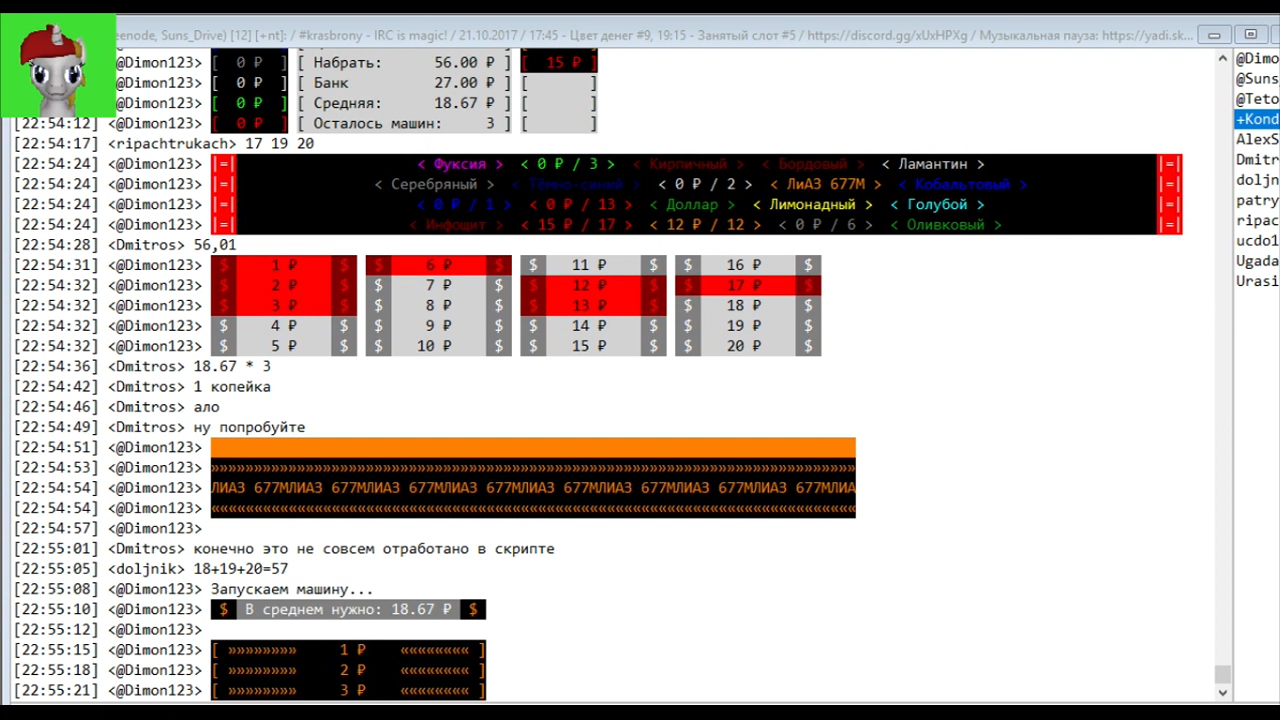 eenode, Suns_Drive) [12] [+nt]: / #krasbrony - IRC is magic! / 21.10.2017 / 17:45 - Цвет денег #9, 19:15 - Занятый слот #5 / https://discord.gg/xUxHPXg / Музыкальная пауза: https://yadi.sk...
<@Dimon123> [ 0 ₽ ] [ Набрать: 56.00 ₽ ] [ 15 ₽ ]
<@Dimon123> [ 0 ₽ ] [ Банк 27.00 ₽ ] [ ]
<@Dimon123> [ 0 ₽ ] [ Средняя: 18.67 ₽ ] [ ]
[22:54:12] <@Dimon123> [ 0 ₽ ] [ Осталось машин: 3 ] [ ]
[22:54:17] <ripachtrukach> 17 19 20
[22:54:24] <@Dimon123> |=| < Фуксия > < 0 ₽ / 3 > < Кирпичный > < Бордовый > < Ламантин > |=|
[22:54:24] <@Dimon123> |=| < Серебряный > < Тёмно-синий > < 0 ₽ / 2 > < ЛиАЗ 677М > < Кобальтовый > |=|
[22:54:24] <@Dimon123> |=| < 0 ₽ / 1 > < 0 ₽ / 13 > < Доллар > < Лимонадный > < Голубой > |=|
[22:54:24] <@Dimon123> |=| < Инфошит > < 15 ₽ / 17 > < 12 ₽ / 12 > < 0 ₽ / 6 > < Оливковый > |=|
[22:54:28] <Dmitros> 56,01
[22:54:31] <@Dimon123> $ 1 ₽ $ $ 6 ₽ $ $ 11 ₽ $ $ 16 ₽ $
[22:54:32] <@Dimon123> $ 2 ₽ $ $ 7 ₽ $ $ 12 ₽ $ $ 17 ₽ $
[22:54:32] <@Dimon123> $ 3 ₽ $ $ 8 ₽ $ $ 13 ₽ $ $ 18 ₽ $
[22:54:32] <@Dimon123> $ 4 ₽ $ $ 9 ₽ $ $ 14 ₽ $ $ 19 ₽ $
[22:54:32] <@Dimon123> $ 5 ₽ $ $ 10 ₽ $ $ 15 ₽ $ $ 20 ₽ $
[22:54:36] <Dmitros> 18.67 * 3
[22:54:42] <Dmitros> 1 копейка
[22:54:46] <Dmitros> ало
[22:54:49] <Dmitros> ну попробуйте
[22:54:51] <@Dimon123>
[22:54:53] <@Dimon123> »»»»»»»»»»»»»»»»»»»»»»»»»»»»»»»»»»»»»»»»»»»»»»»»»»»»»»»»»»»»»»»»»»»»»»»»»»»
[22:54:54] <@Dimon123> ЛИАЗ 677МЛИАЗ 677МЛИАЗ 677МЛИАЗ 677МЛИАЗ 677МЛИАЗ 677МЛИАЗ 677МЛИАЗ 677МЛИА
[22:54:54] <@Dimon123> «««««««««««««««««««««««««««««««««««««««««««««««««««««««««««««««««««««««««««
[22:54:57] <@Dimon123>
[22:55:01] <Dmitros> конечно это не совсем отработано в скрипте
[22:55:05] <doljnik> 18+19+20=57
[22:55:08] <@Dimon123> Запускаем машину...
[22:55:10] <@Dimon123> $ В среднем нужно: 18.67 ₽ $
[22:55:12] <@Dimon123>
[22:55:15] <@Dimon123> [ »»»»»»»» 1 ₽ «««««««« ]
[22:55:18] <@Dimon123> [ »»»»»»»» 2 ₽ «««««««« ]
[22:55:21] <@Dimon123> [ »»»»»»»» 3 ₽ «««««««« ]
@Dimo
@Suns
@Teto
+Kond
AlexS
Dmitr
doljn
patry
ripac
ucdo1
Ugada
Urasi